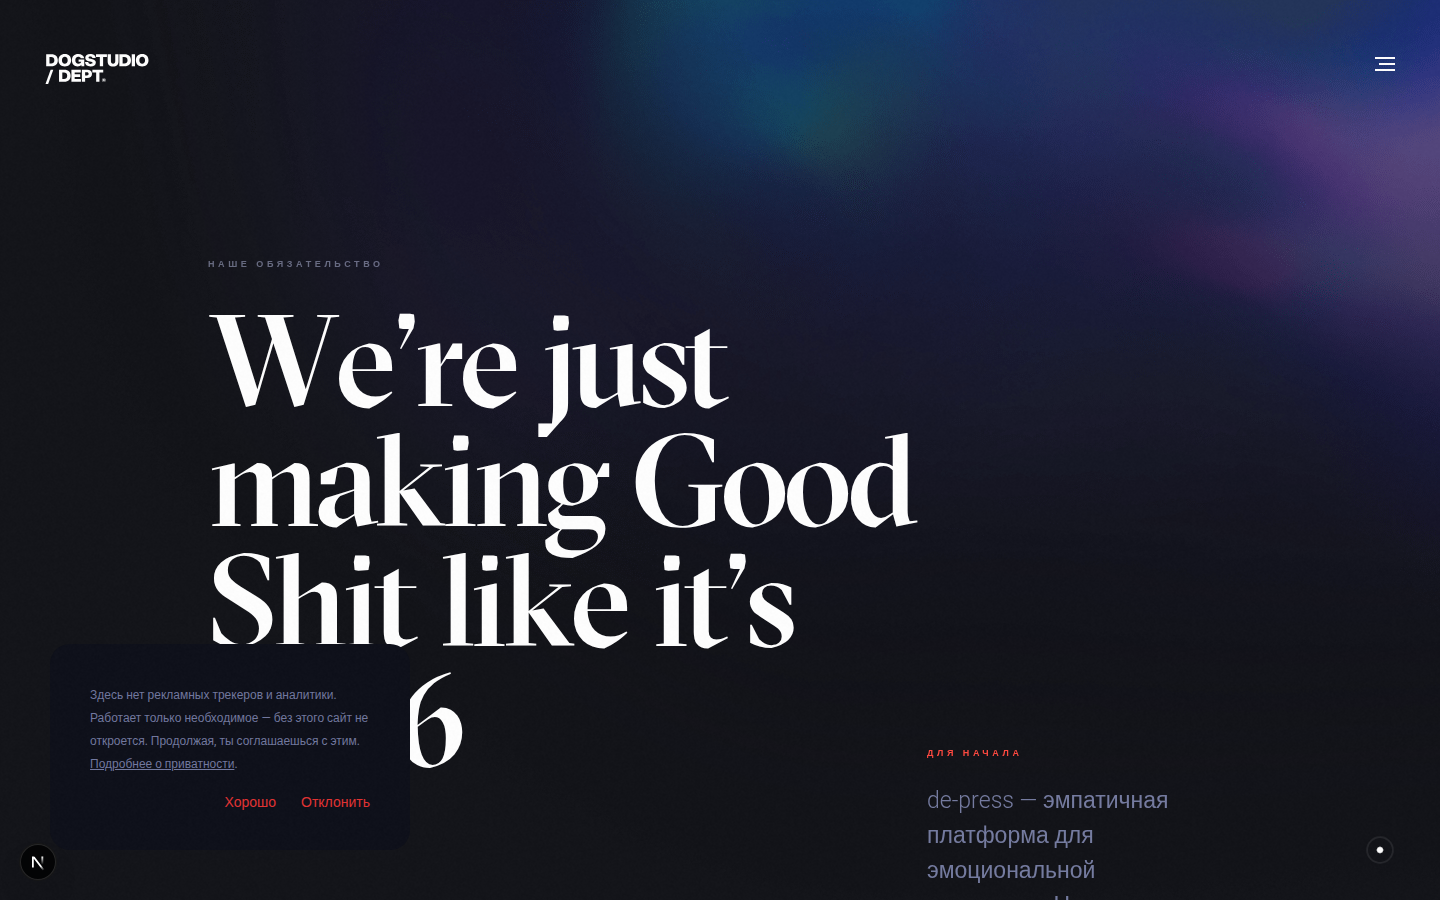 DOGSTUDIO
/ DEPT.
НАШЕ ОБЯЗАТЕЛЬСТВО
We’re just
making Good
Shit like it’s
6
Здесь нет рекламных трекеров и аналитики.
Работает только необходимое — без этого сайт не
откроется. Продолжая, ты соглашаешься с этим.
Подробнее о приватности.
Хорошо Отклонить
ДЛЯ НАЧАЛА
de-press — эмпатичная
платформа для
эмоциональной